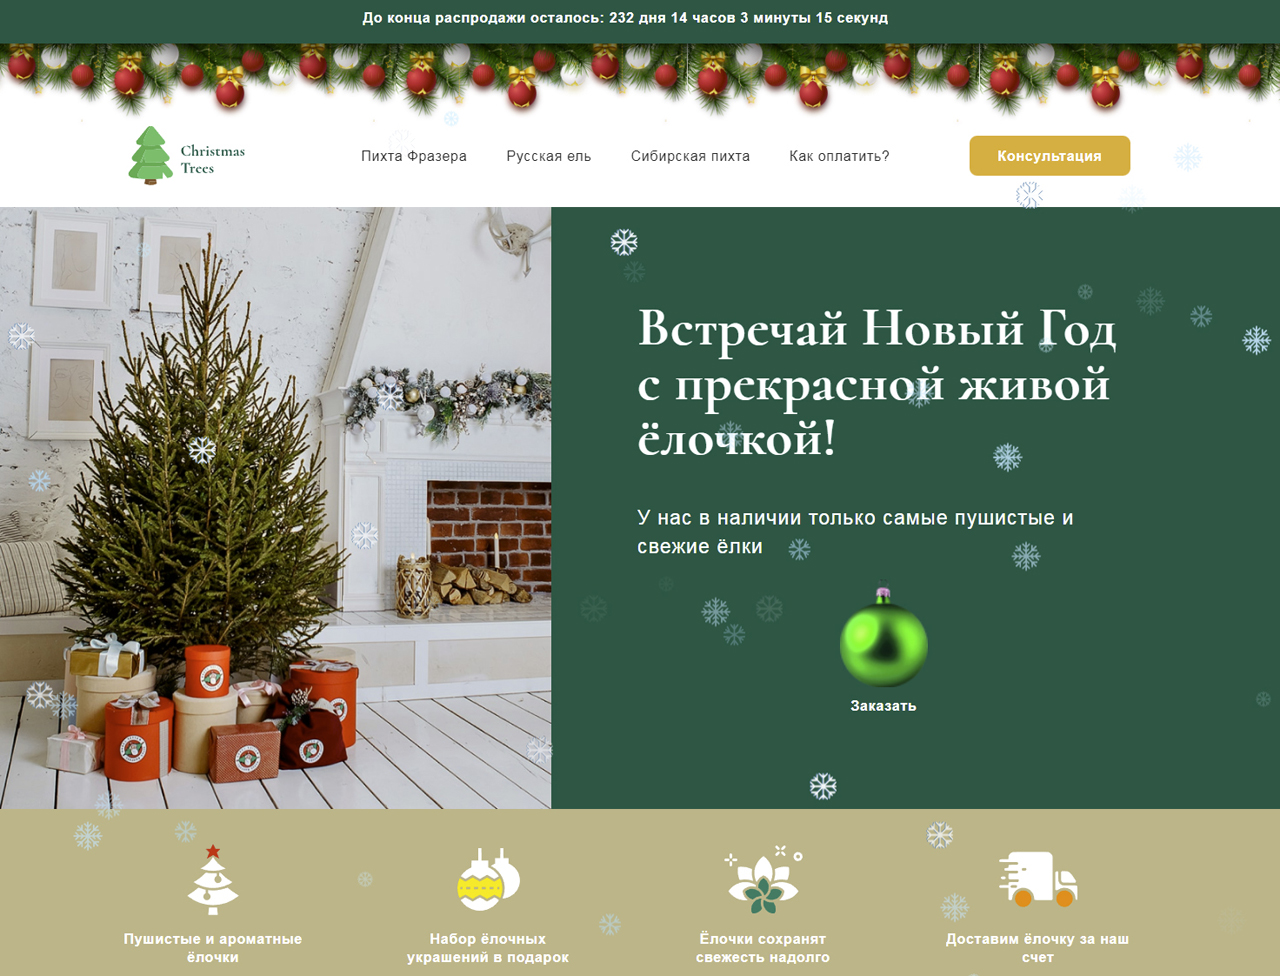 До конца распродажи осталось: 232 дня 14 часов 3 минуты 15 секунд
Christmas
Trees
Пихта Фразера
Русская ель
Сибирская пихта
Как оплатить?
Консультация
Встречай Новый Год
с прекрасной живой
ёлочкой!
У нас в наличии только самые пушистые и
свежие ёлки
Заказать
Пушистые и ароматные
ёлочки
Набор ёлочных
украшений в подарок
Ёлочки сохранят
свежесть надолго
Доставим ёлочку за наш
счет